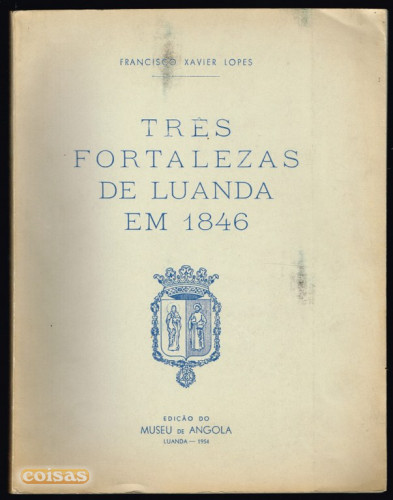 FRANCISCO XAVIER LOPES
TRÊS
FORTALEZAS
DE LUANDA
EM 1846
EDIÇÃO DO
MUSEU DE ANGOLA
LUANDA — 1954
coisas